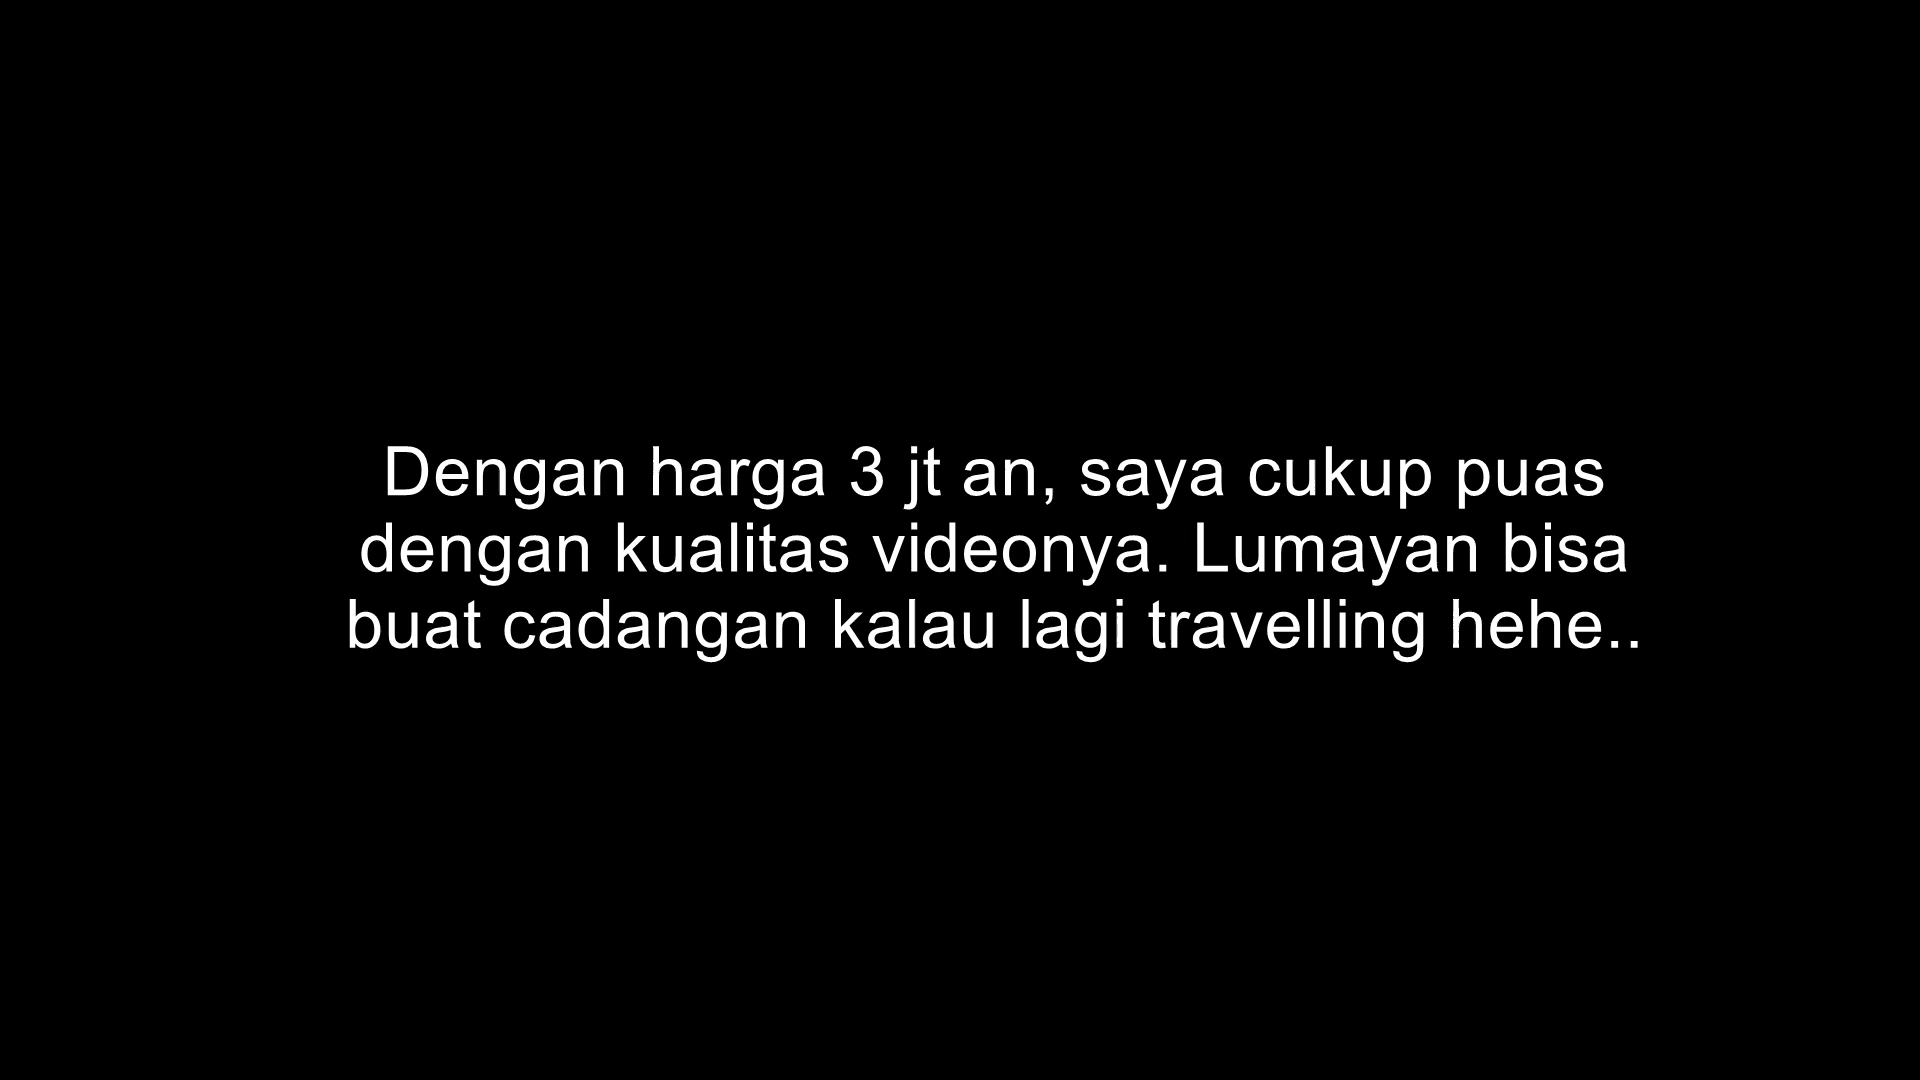 Dengan harga 3 jt an, saya cukup puas
dengan kualitas videonya. Lumayan bisa
buat cadangan kalau lagi travelling hehe..